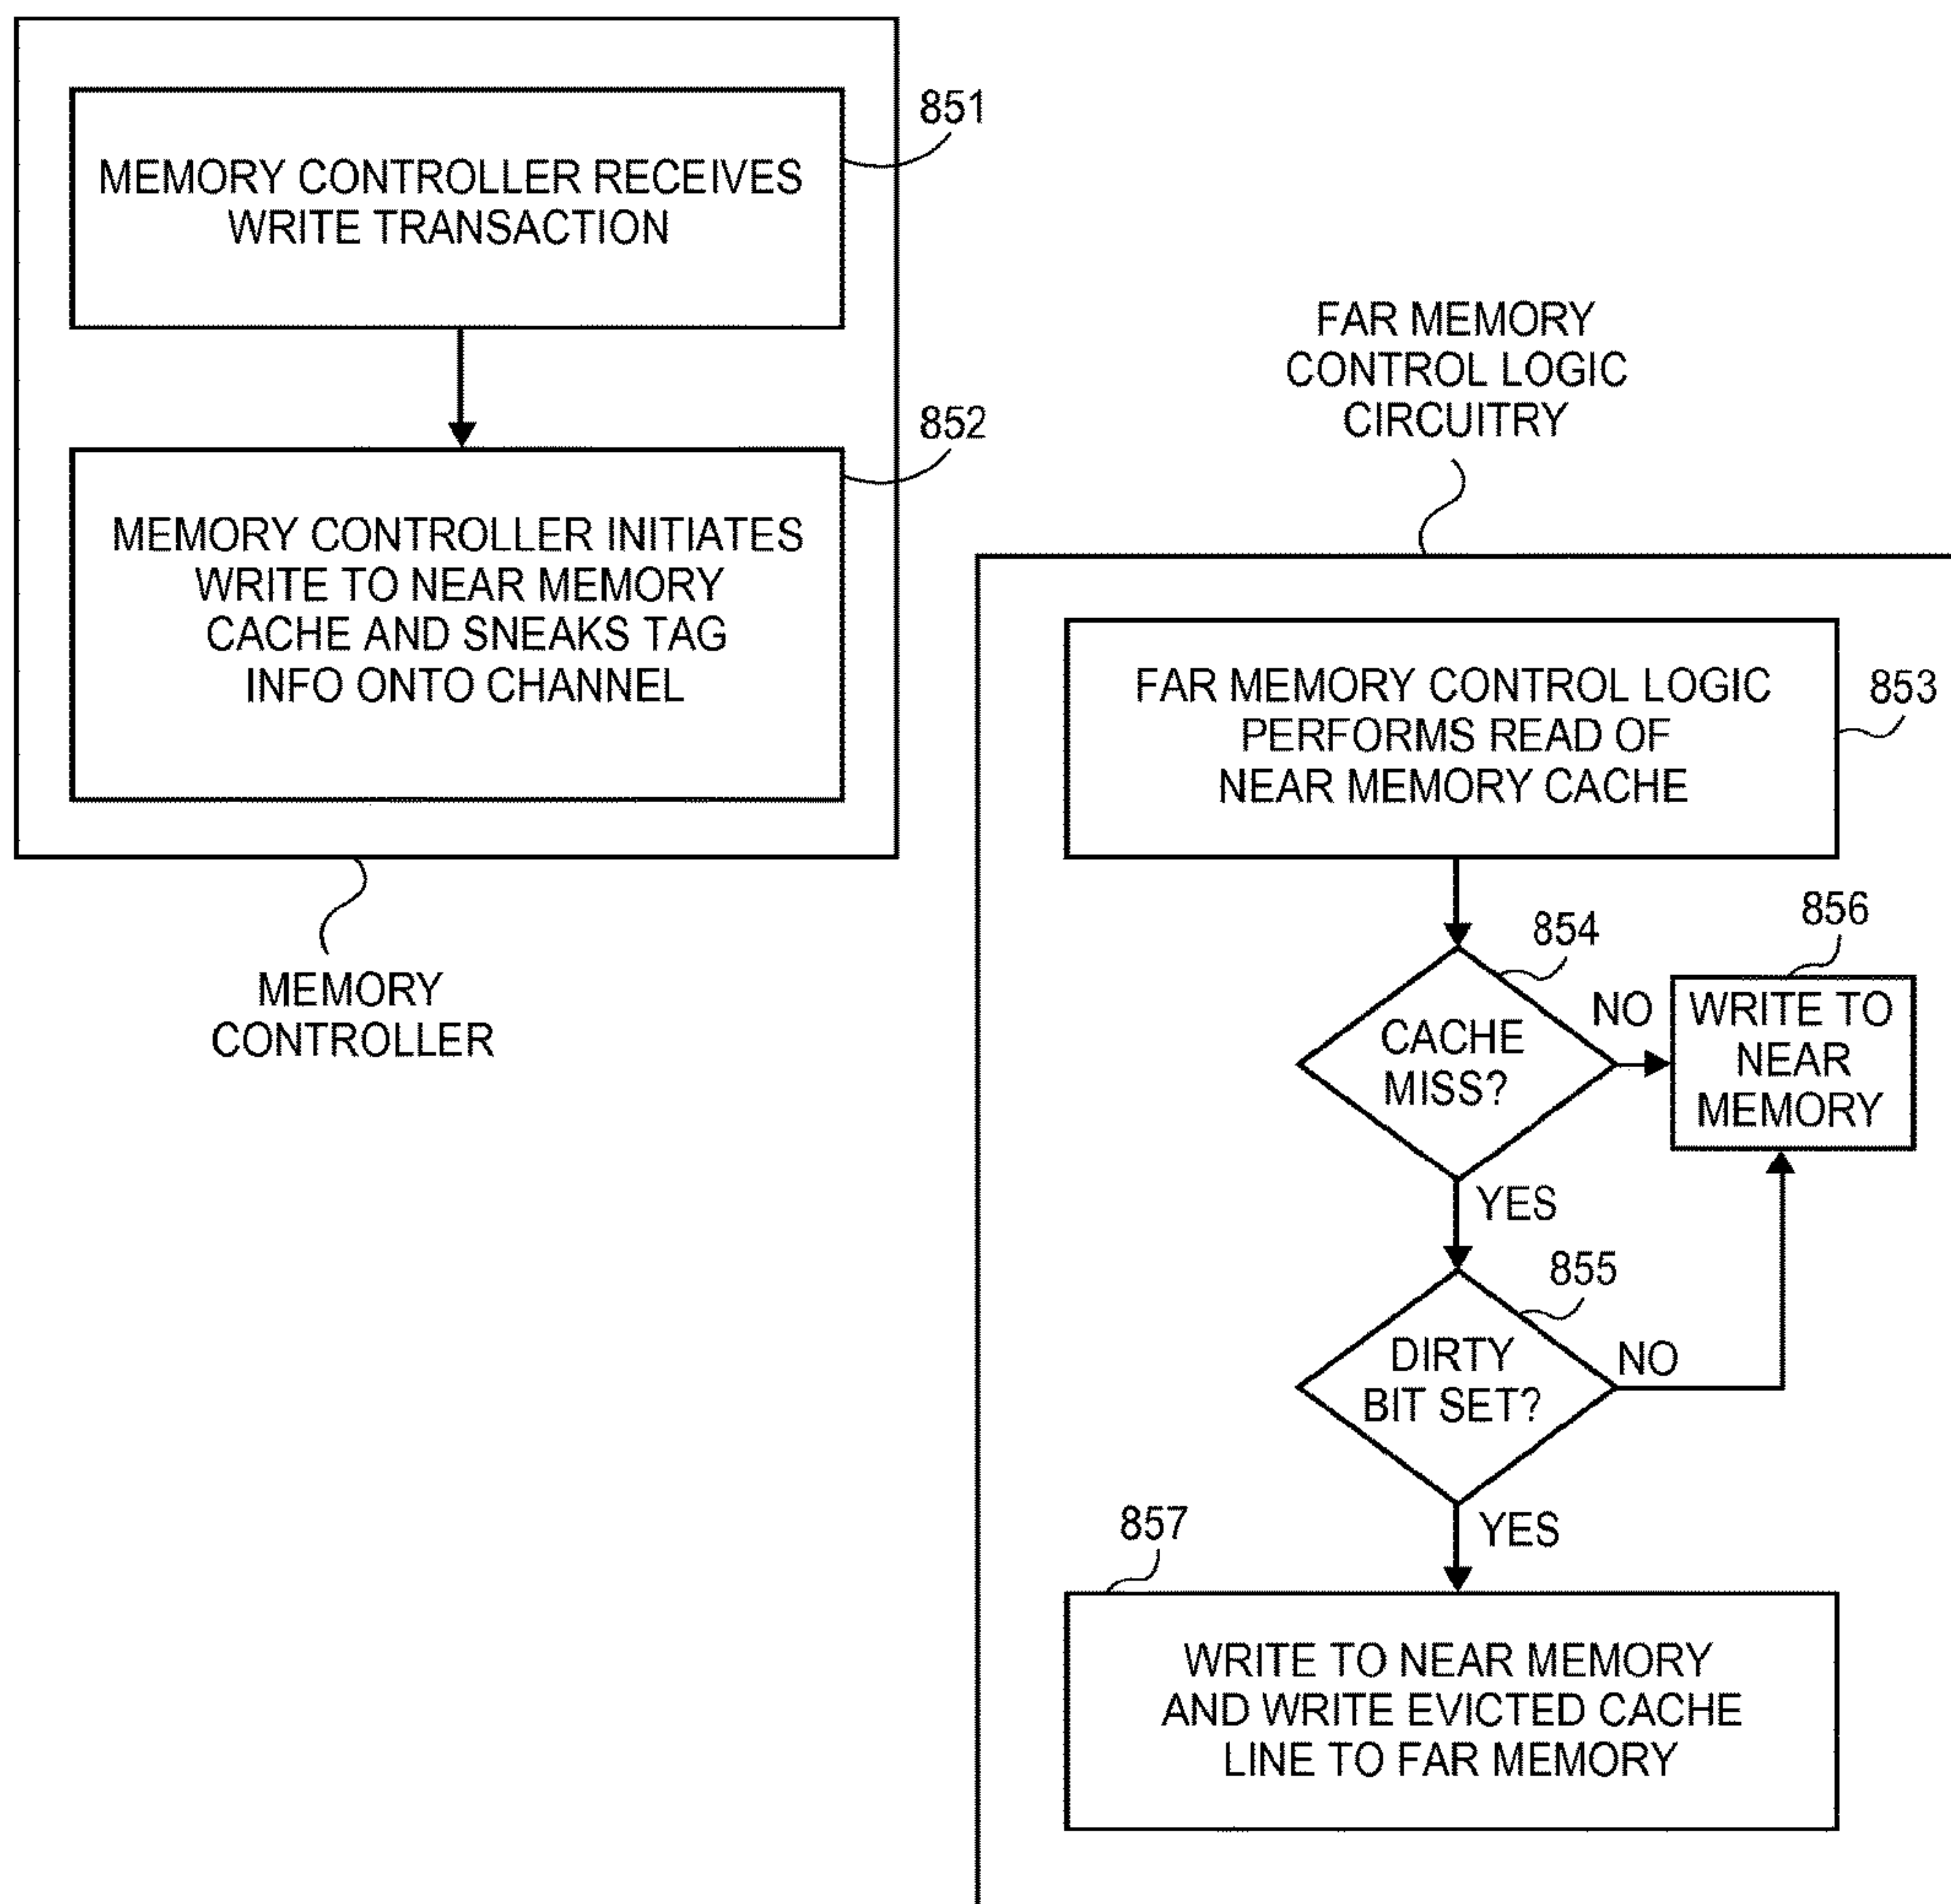 851
MEMORY CONTROLLER RECEIVES
WRITE TRANSACTION
852
MEMORY CONTROLLER INITIATES
WRITE TO NEAR MEMORY
CACHE AND SNEAKS TAG
INFO ONTO CHANNEL
MEMORY
CONTROLLER
FAR MEMORY
CONTROL LOGIC
CIRCUITRY
FAR MEMORY CONTROL LOGIC
PERFORMS READ OF
NEAR MEMORY CACHE
853
854
CACHE
MISS?
NO
856
WRITE TO
NEAR
MEMORY
YES
855
DIRTY
BIT SET?
NO
YES
857
WRITE TO NEAR MEMORY
AND WRITE EVICTED CACHE
LINE TO FAR MEMORY